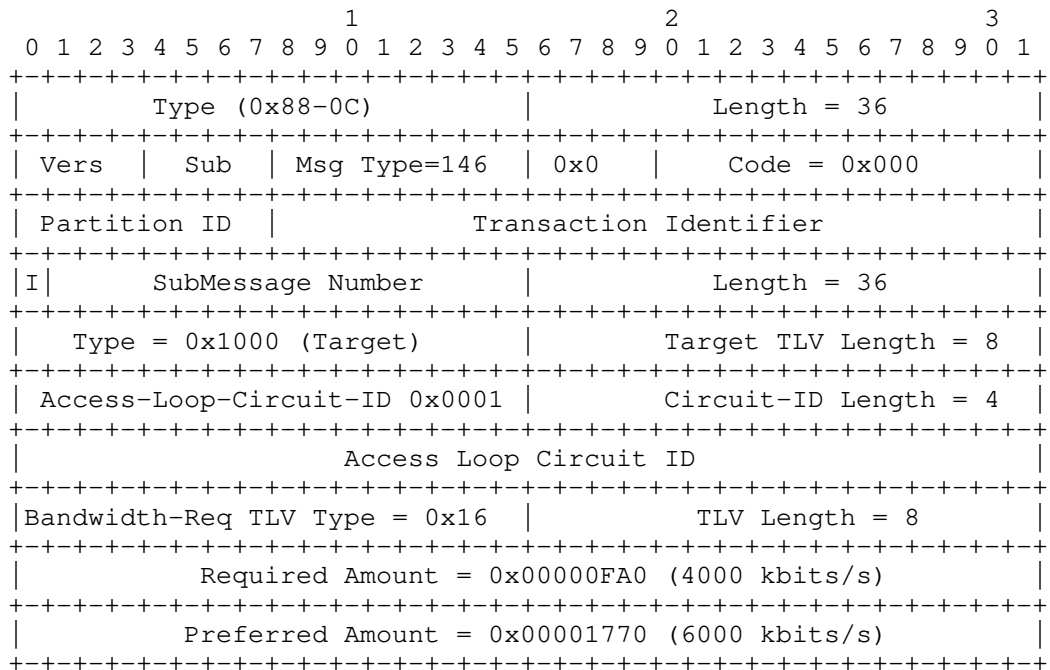 1                   2                   3
 0 1 2 3 4 5 6 7 8 9 0 1 2 3 4 5 6 7 8 9 0 1 2 3 4 5 6 7 8 9 0 1
+-+-+-+-+-+-+-+-+-+-+-+-+-+-+-+-+-+-+-+-+-+-+-+-+-+-+-+-+-+-+-+-+
|        Type (0x88-0C)         |           Length = 36         |
+-+-+-+-+-+-+-+-+-+-+-+-+-+-+-+-+-+-+-+-+-+-+-+-+-+-+-+-+-+-+-+-+
| Vers  |  Sub  | Msg Type=146  | 0x0   |    Code = 0x000       |
+-+-+-+-+-+-+-+-+-+-+-+-+-+-+-+-+-+-+-+-+-+-+-+-+-+-+-+-+-+-+-+-+
| Partition ID  |            Transaction Identifier             |
+-+-+-+-+-+-+-+-+-+-+-+-+-+-+-+-+-+-+-+-+-+-+-+-+-+-+-+-+-+-+-+-+
|I|      SubMessage Number      |           Length = 36         |
+-+-+-+-+-+-+-+-+-+-+-+-+-+-+-+-+-+-+-+-+-+-+-+-+-+-+-+-+-+-+-+-+
|   Type = 0x1000 (Target)      |        Target TLV Length = 8  |
+-+-+-+-+-+-+-+-+-+-+-+-+-+-+-+-+-+-+-+-+-+-+-+-+-+-+-+-+-+-+-+-+
| Access-Loop-Circuit-ID 0x0001 |        Circuit-ID Length = 4  |
+-+-+-+-+-+-+-+-+-+-+-+-+-+-+-+-+-+-+-+-+-+-+-+-+-+-+-+-+-+-+-+-+
|                    Access Loop Circuit ID                     |
+-+-+-+-+-+-+-+-+-+-+-+-+-+-+-+-+-+-+-+-+-+-+-+-+-+-+-+-+-+-+-+-+
|Bandwidth-Req TLV Type = 0x16  |          TLV Length = 8       |
+-+-+-+-+-+-+-+-+-+-+-+-+-+-+-+-+-+-+-+-+-+-+-+-+-+-+-+-+-+-+-+-+
|           Required Amount = 0x00000FA0 (4000 kbits/s)         |
+-+-+-+-+-+-+-+-+-+-+-+-+-+-+-+-+-+-+-+-+-+-+-+-+-+-+-+-+-+-+-+-+
|          Preferred Amount = 0x00001770 (6000 kbits/s)         |
+-+-+-+-+-+-+-+-+-+-+-+-+-+-+-+-+-+-+-+-+-+-+-+-+-+-+-+-+-+-+-+-+